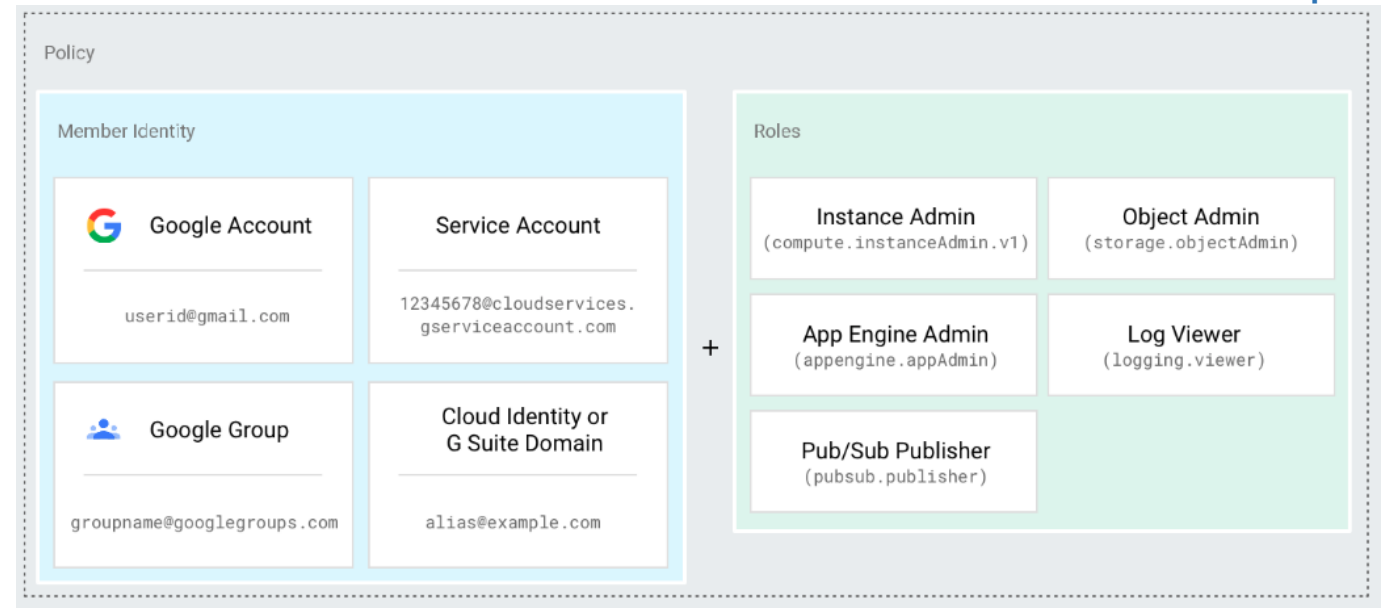 Policy
Member Identity
Google Account
userid@gmail.com
Service Account
12345678@cloudservices.
gserviceaccount.com
Google Group
groupname@googlegroups.com
Cloud Identity or
G Suite Domain
alias@example.com
+
Roles
Instance Admin
(compute.instanceAdmin.v1)
Object Admin
(storage.objectAdmin)
App Engine Admin
(appengine.appAdmin)
Log Viewer
(logging.viewer)
Pub/Sub Publisher
(pubsub.publisher)